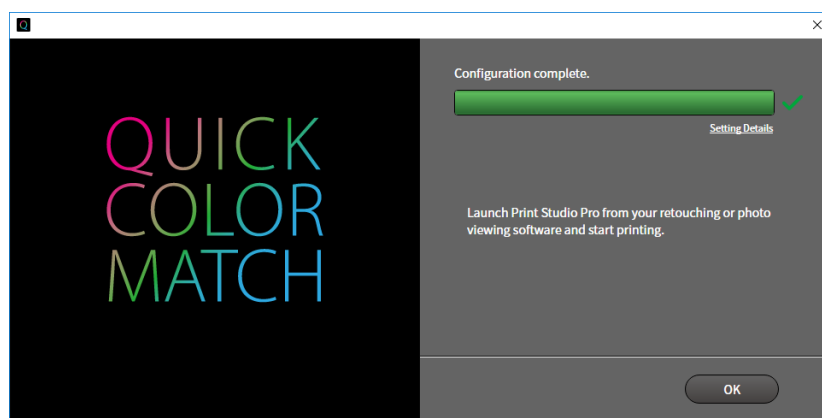 Q
QUICK
COLOR
MATCH
Configuration complete.
Setting Details
Launch Print Studio Pro from your retouching or photo
viewing software and start printing.
OK